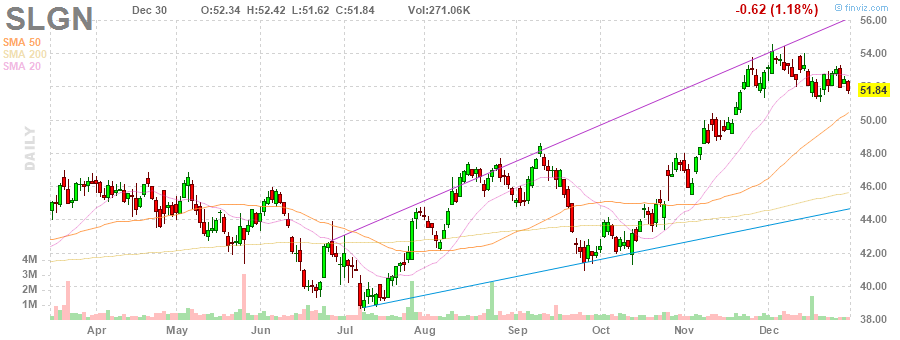 SLGN Dec 30 O:52.34 H:52.42 L:51.62 C:51.84 Vol:271.06K -0.62 (1.18%) finviz.com
SMA 50
SMA 200
SMA 20
DAILY
56.00
54.00
51.84
50.00
48.00
46.00
44.00
42.00
40.00
38.00
4M
3M
2M
1M
Apr May Jun Jul Aug Sep Oct Nov Dec